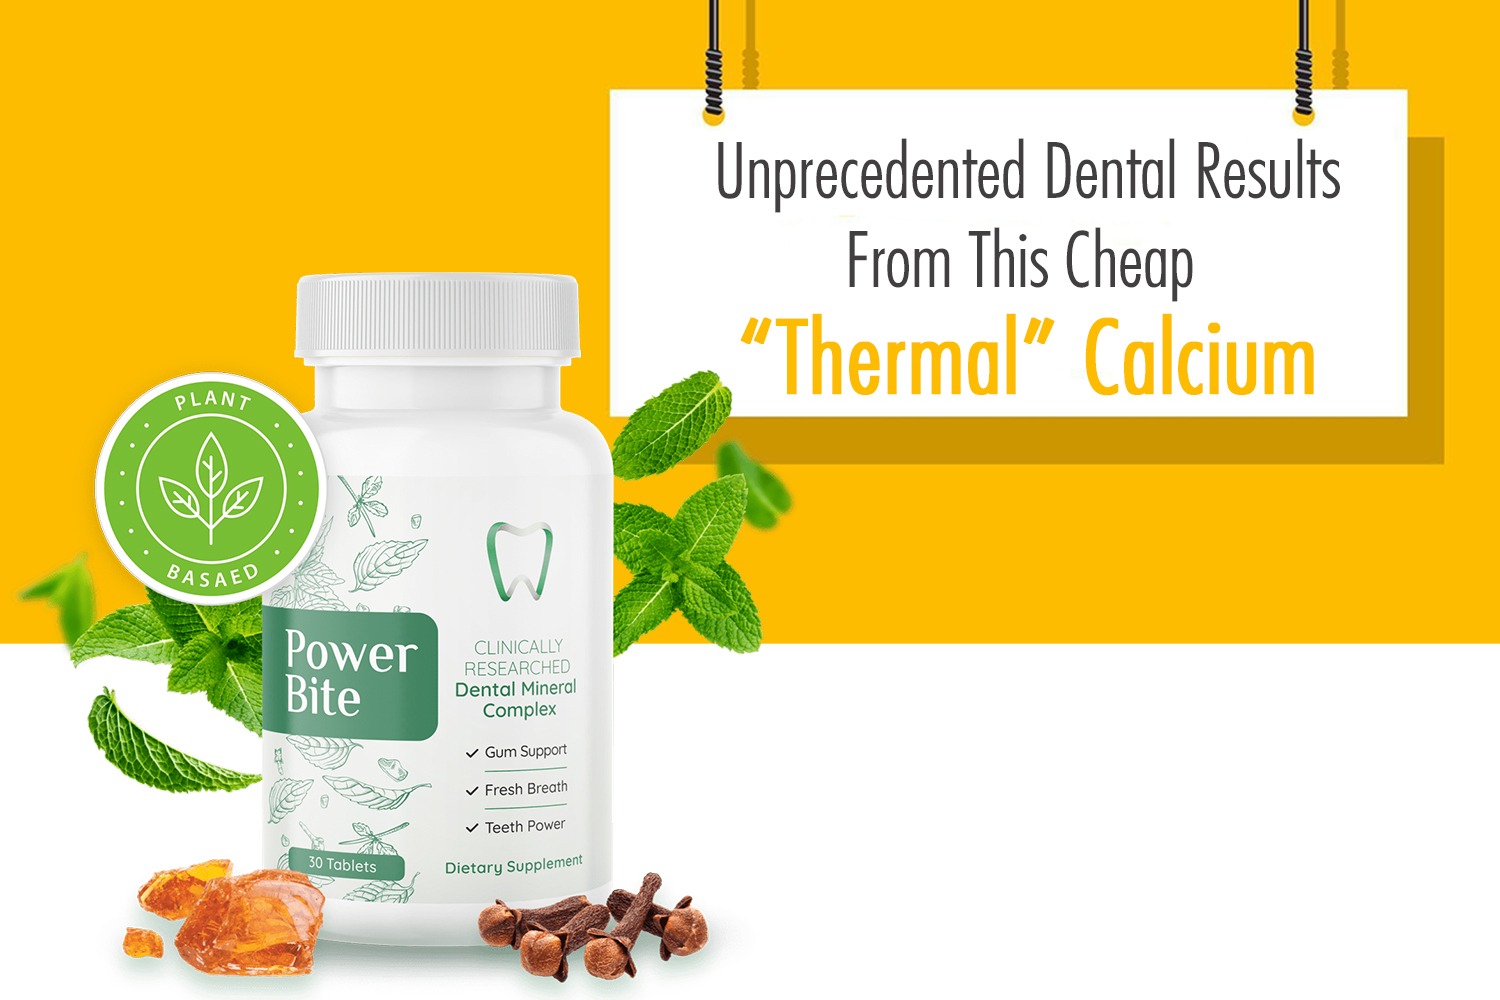 Unprecedented Dental Results
From This Cheap
“Thermal” Calcium
PLANT
BASAED
Power
Bite
CLINICALLY
RESEARCHED
Dental Mineral
Complex
✓ Gum Support
✓ Fresh Breath
✓ Teeth Power
30 Tablets
Dietary Supplement